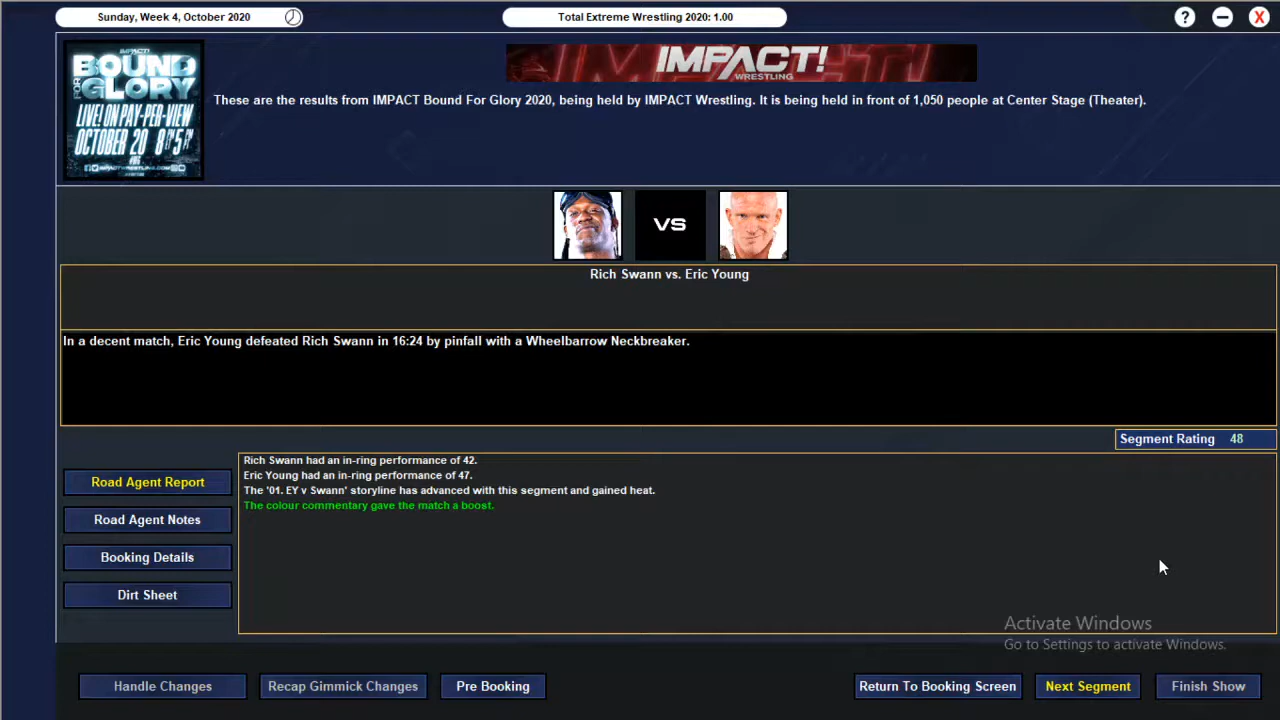 Sunday, Week 4, October 2020
Total Extreme Wrestling 2020: 1.00
?
X
IMPACT!
BOUND
FOR
GLORY
LIVE! ON PAY-PER-VIEW
OCTOBER 20
IMPACT!
WRESTLING
These are the results from IMPACT Bound For Glory 2020, being held by IMPACT Wrestling. It is being held in front of 1,050 people at Center Stage (Theater).
VS
Rich Swann vs. Eric Young
In a decent match, Eric Young defeated Rich Swann in 16:24 by pinfall with a Wheelbarrow Neckbreaker.
Segment Rating 48
Road Agent Report
Road Agent Notes
Booking Details
Dirt Sheet
Rich Swann had an in-ring performance of 42.
Eric Young had an in-ring performance of 47.
The '01. EY v Swann' storyline has advanced with this segment and gained heat.
The colour commentary gave the match a boost.
Activate Windows
Go to Settings to activate Windows.
Handle Changes
Recap Gimmick Changes
Pre Booking
Return To Booking Screen
Next Segment
Finish Show